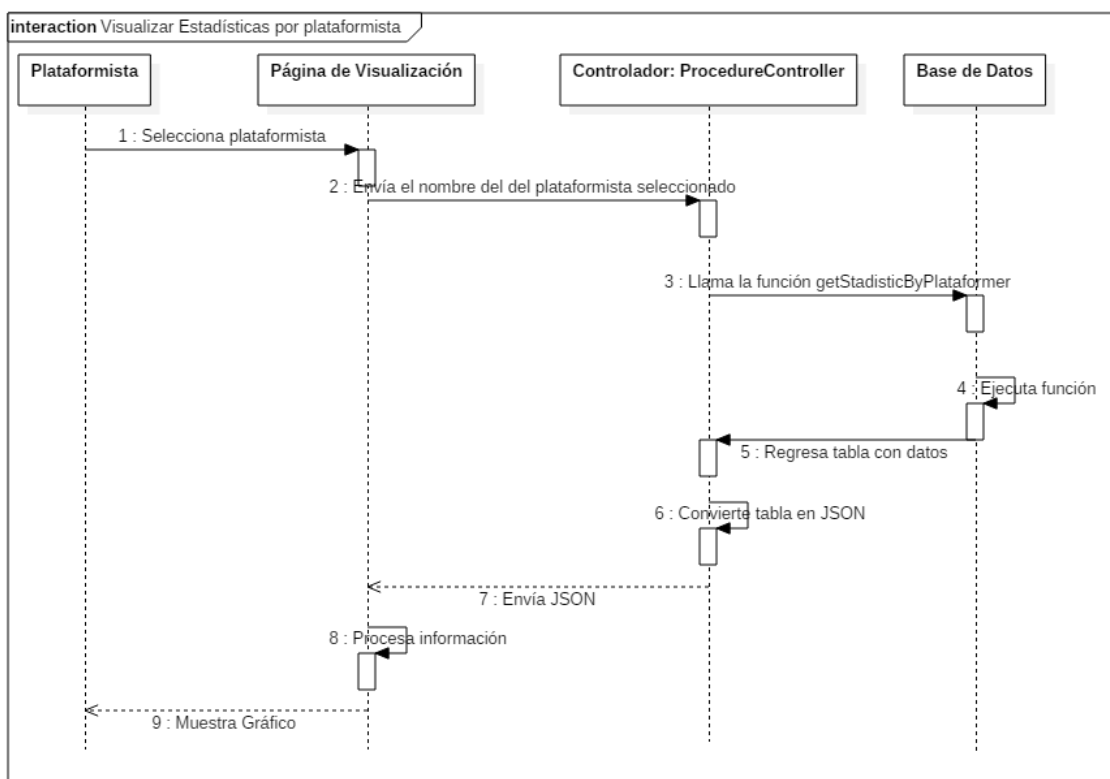 interaction Visualizar Estadísticas por plataformista
Plataformista
Página de Visualización
Controlador: ProcedureController
Base de Datos
1 : Selecciona plataformista
2 : Envía el nombre del del plataformista seleccionado
3 : Llama la función getStadisticByPlataformer
4 : Ejecuta función
5 : Regresa tabla con datos
6 : Convierte tabla en JSON
7 : Envía JSON
8 : Procesa información
9 : Muestra Gráfico